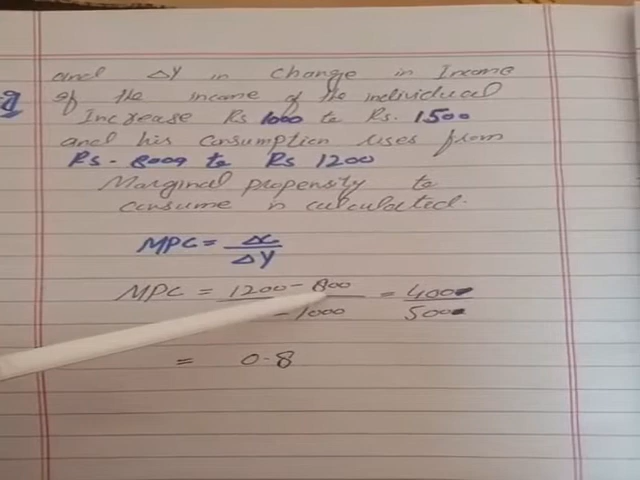 and ΔY in Change in Income
of the income of the individual
Increase Rs 1000 to Rs. 1500
and his consumption rises from
Rs. 8009 to Rs 1200
Marginal propensity to
consume is calculated.
MPC = ΔC / ΔY
MPC = 1200 - 800 = 400
- 1000 500
= 0.8